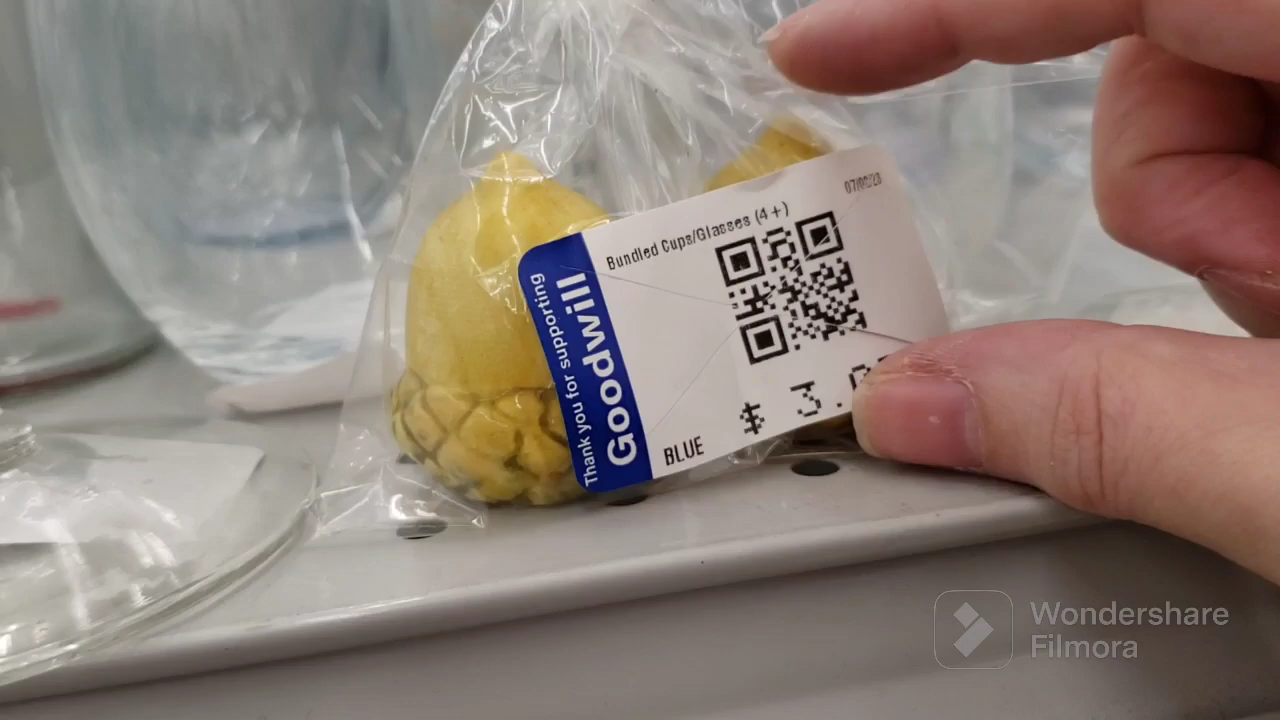 Bundled Cups/Glasses (4+)
Thank you for supporting
Goodwill
BLUE
$ 3.
Wondershare
Filmora